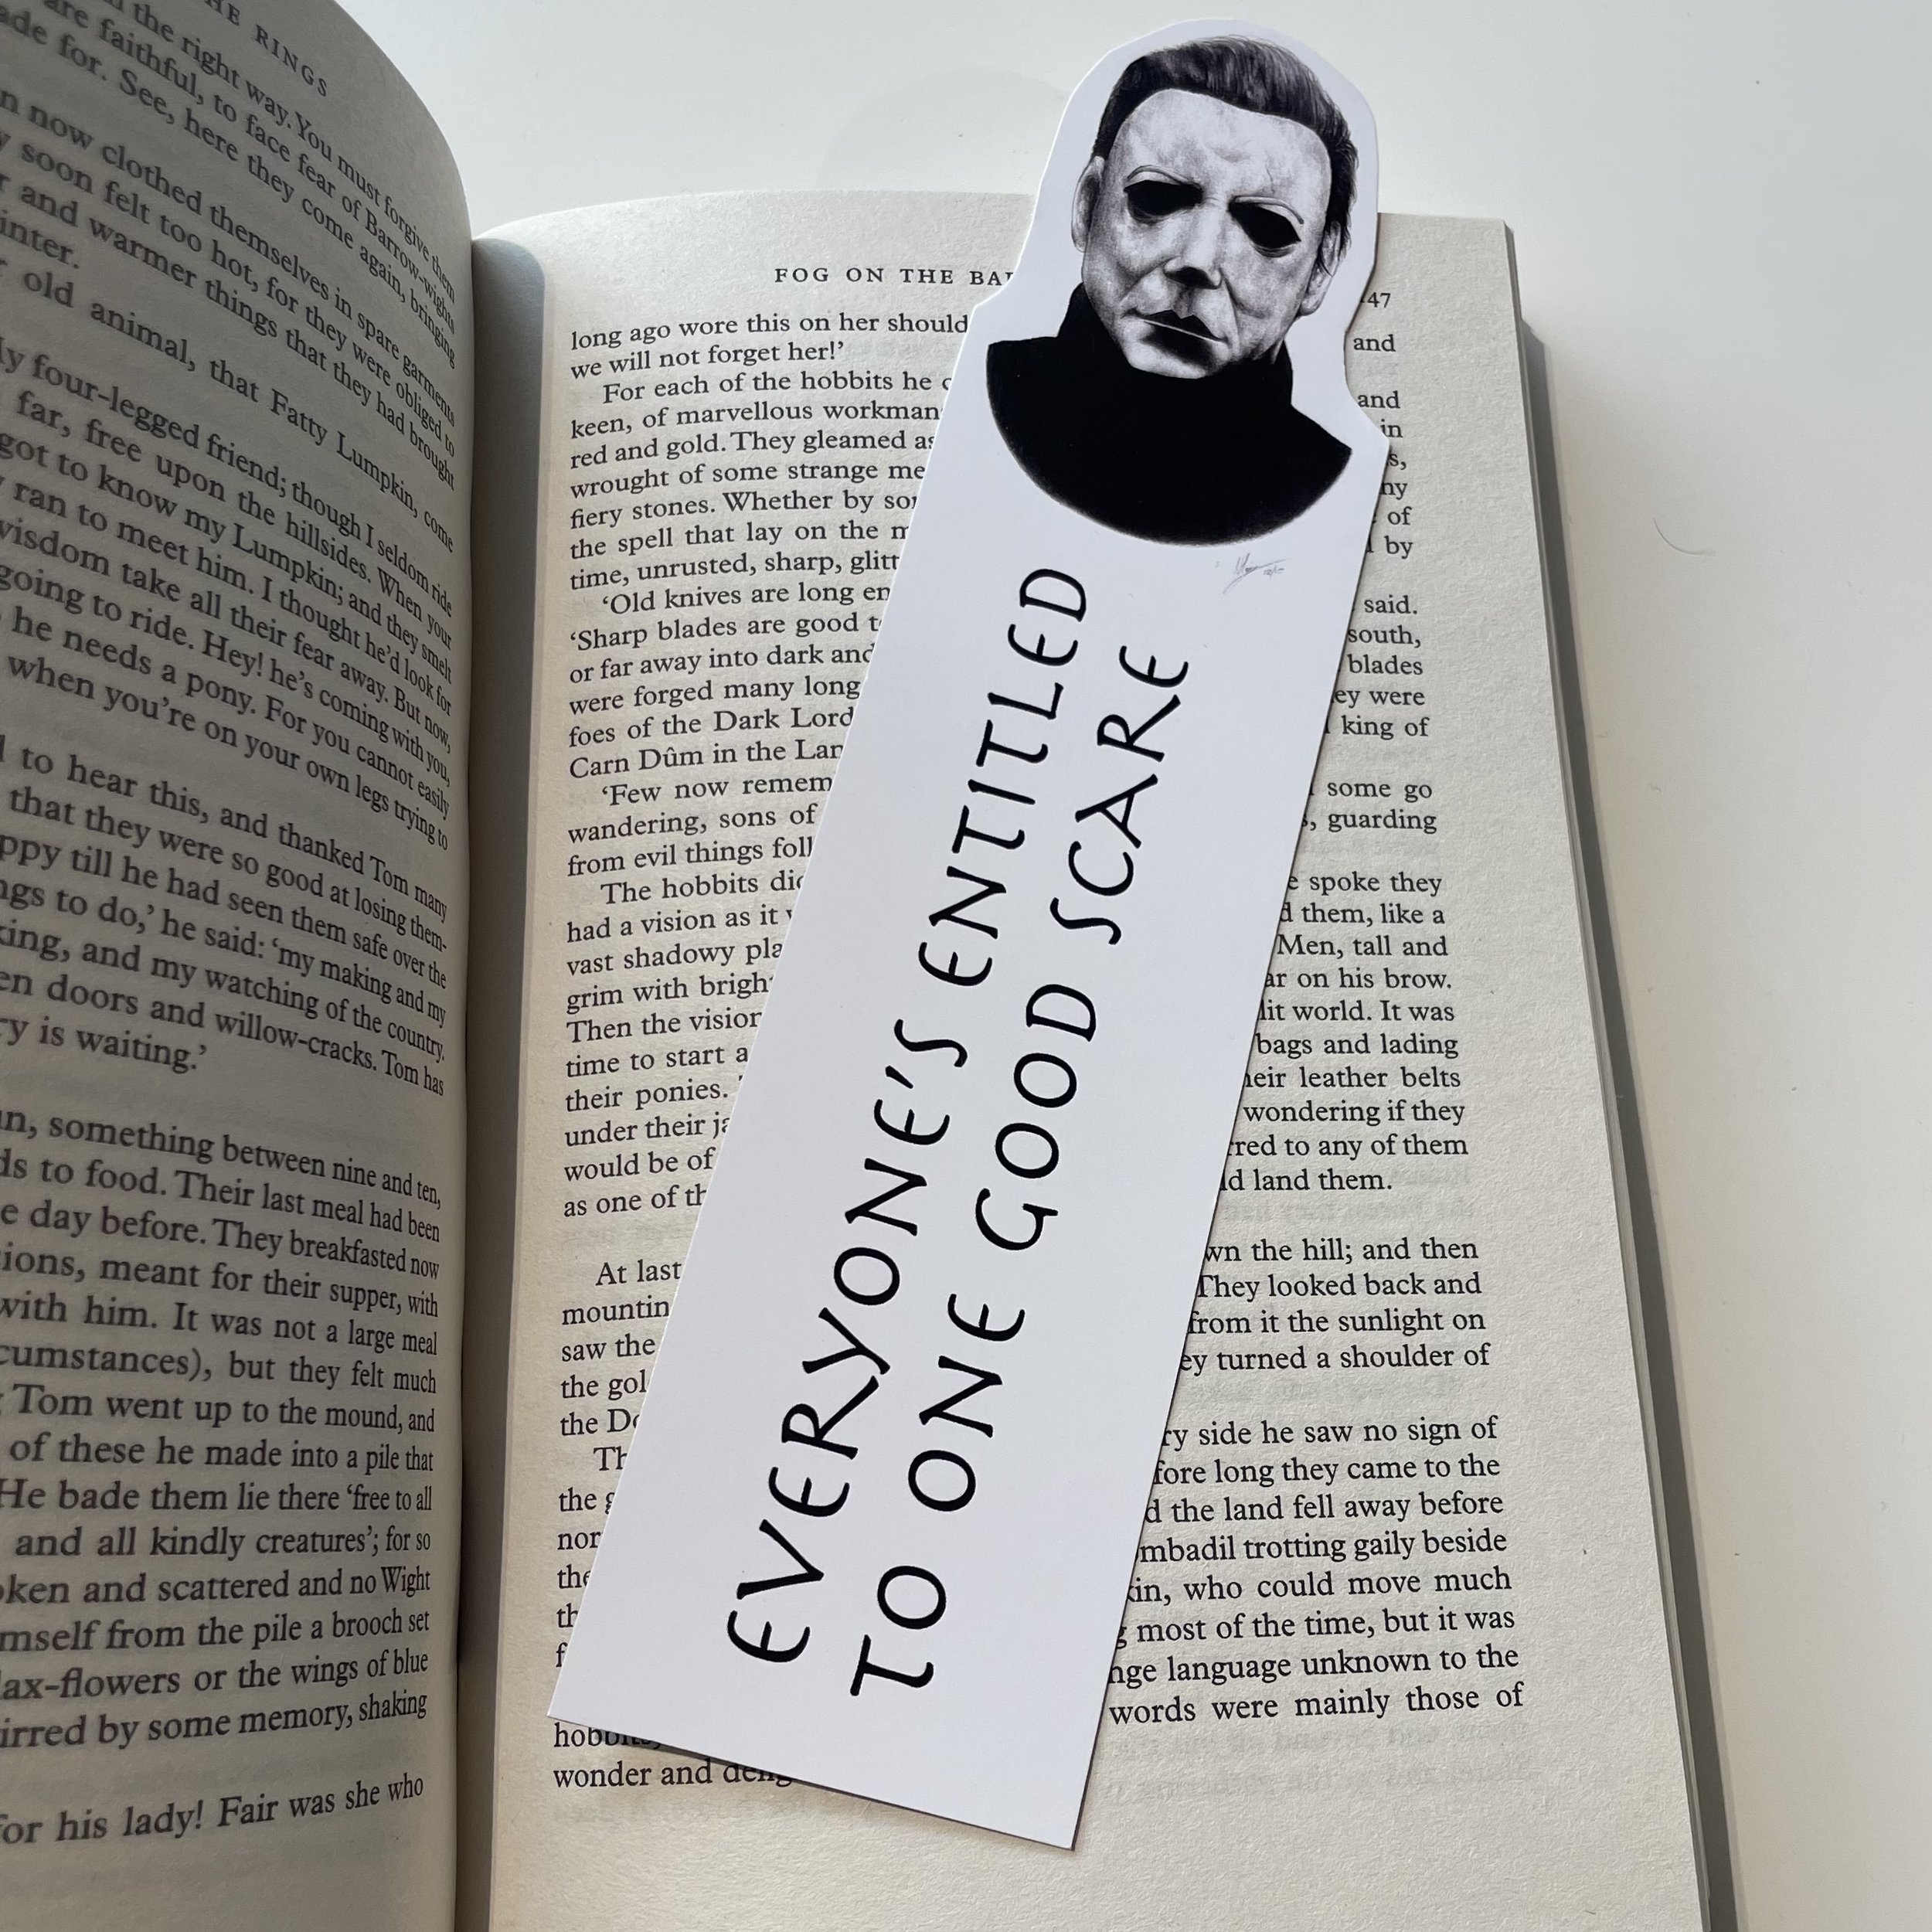 HE RINGS
the right way. You must forgive them
are faithful, to face fear of Barrow-wights
ade for. See, here they come again, bringing
n now clothed themselves in spare garments
soon felt too hot, for they were obliged to
and warmer things that they had brought
inter.
old animal, that Fatty Lumpkin, come
My four-legged friend; though I seldom ride
far, free upon the hillsides. When your
got to know my Lumpkin; and they smelt
ran to meet him. I thought he'd look for
wisdom take all their fear away. But now,
going to ride. Hey! he's coming with you,
he needs a pony. For you cannot easily
when you're on your own legs trying to
to hear this, and thanked Tom many
that they were so good at losing them-
ppy till he had seen them safe over the
ngs to do,' he said: 'my making and my
king, and my watching of the country.
en doors and willow-cracks. Tom has
ry is waiting.'
un, something between nine and ten,
ds to food. Their last meal had been
e day before. They breakfasted now
sions, meant for their supper, with
with him. It was not a large meal
cumstances), but they felt much
Tom went up to the mound, and
of these he made into a pile that
He bade them lie there 'free to all
and all kindly creatures'; for so
oken and scattered and no Wight
mself from the pile a brooch set
lax-flowers or the wings of blue
irred by some memory, shaking
for his lady! Fair was she who
FOG ON THE BA 47
long ago wore this on her should and
we will not forget her!'
For each of the hobbits he c and
keen, of marvellous workman in
red and gold. They gleamed as s,
wrought of some strange me ny
fiery stones. Whether by so of
the spell that lay on the m by
time, unrusted, sharp, glitt
'Old knives are long en said.
'Sharp blades are good t south,
or far away into dark and blades
were forged many long ey were
foes of the Dark Lord king of
Carn Dûm in the Lan
'Few now remem some go
wandering, sons of s, guarding
from evil things foll
The hobbits did e spoke they
had a vision as it d them, like a
vast shadowy pla Men, tall and
grim with brigh ar on his brow.
Then the vision lit world. It was
time to start a bags and lading
their ponies. heir leather belts
under their ja wondering if they
would be of rred to any of them
as one of th ld land them.
At last wn the hill; and then
mountin They looked back and
saw the from it the sunlight on
the gol ey turned a shoulder of
the Do
Th ry side he saw no sign of
the g fore long they came to the
nor d the land fell away before
the mbadil trotting gaily beside
th kin, who could move much
f g most of the time, but it was
nge language unknown to the
words were mainly those of
hobbits,
wonder and delig
EVERYONE'S ENTITLED
TO ONE GOOD SCARE